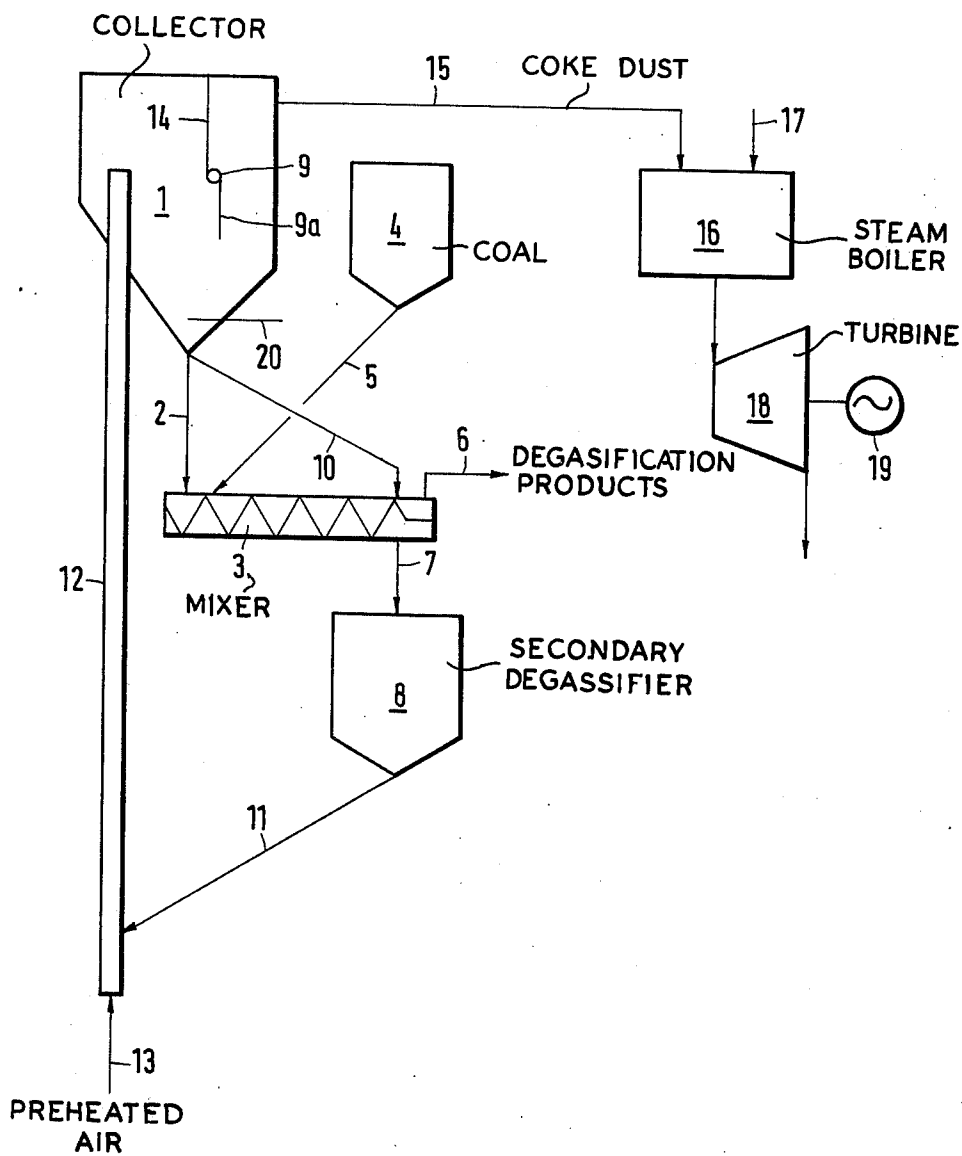 COLLECTOR
15
COKE DUST
14
17
9
1
9a
4
COAL
16
STEAM
BOILER
20
TURBINE
5
2
18
10
6
DEGASIFICATION
PRODUCTS
19
3
7
12
MIXER
SECONDARY
DEGASSIFIER
8
11
13
PREHEATED
AIR